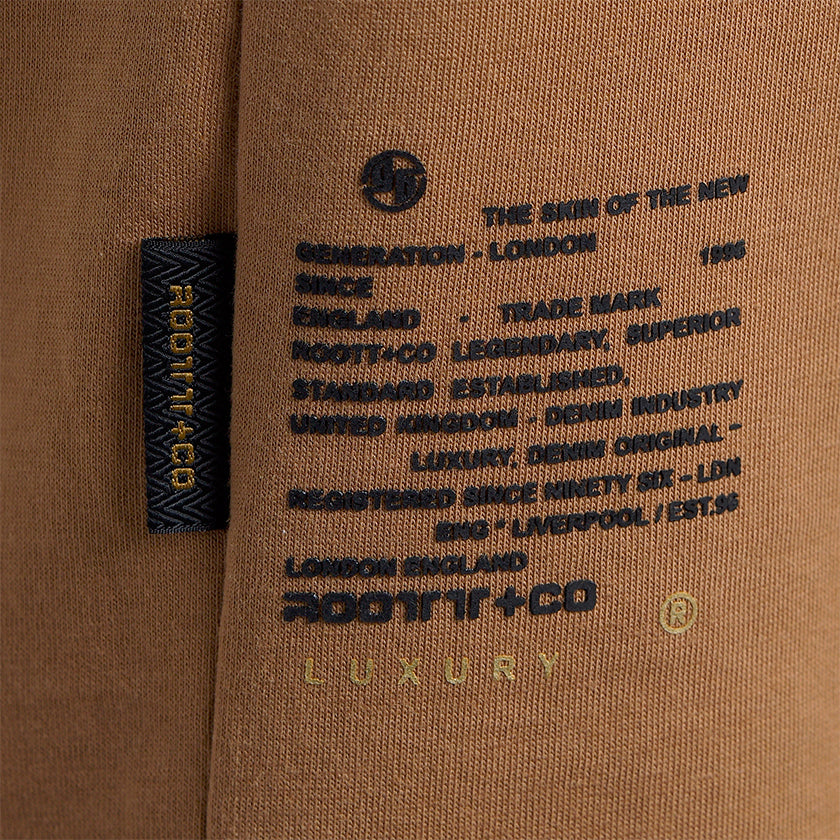 THE SKIN OF THE NEW
GENERATION - LONDON 1996
SINCE
ENGLAND - TRADE MARK
ROOTT+CO LEGENDARY, SUPERIOR
STANDARD ESTABLISHED,
UNITED KINGDOM - DENIM INDUSTRY
LUXURY, DENIM ORIGINAL -
REGISTERED SINCE NINETY SIX - LDN
ENG * LIVERPOOL / EST.96
LONDON ENGLAND
ROOTTT+CO
®
LUXURY
ROOTTT+CO